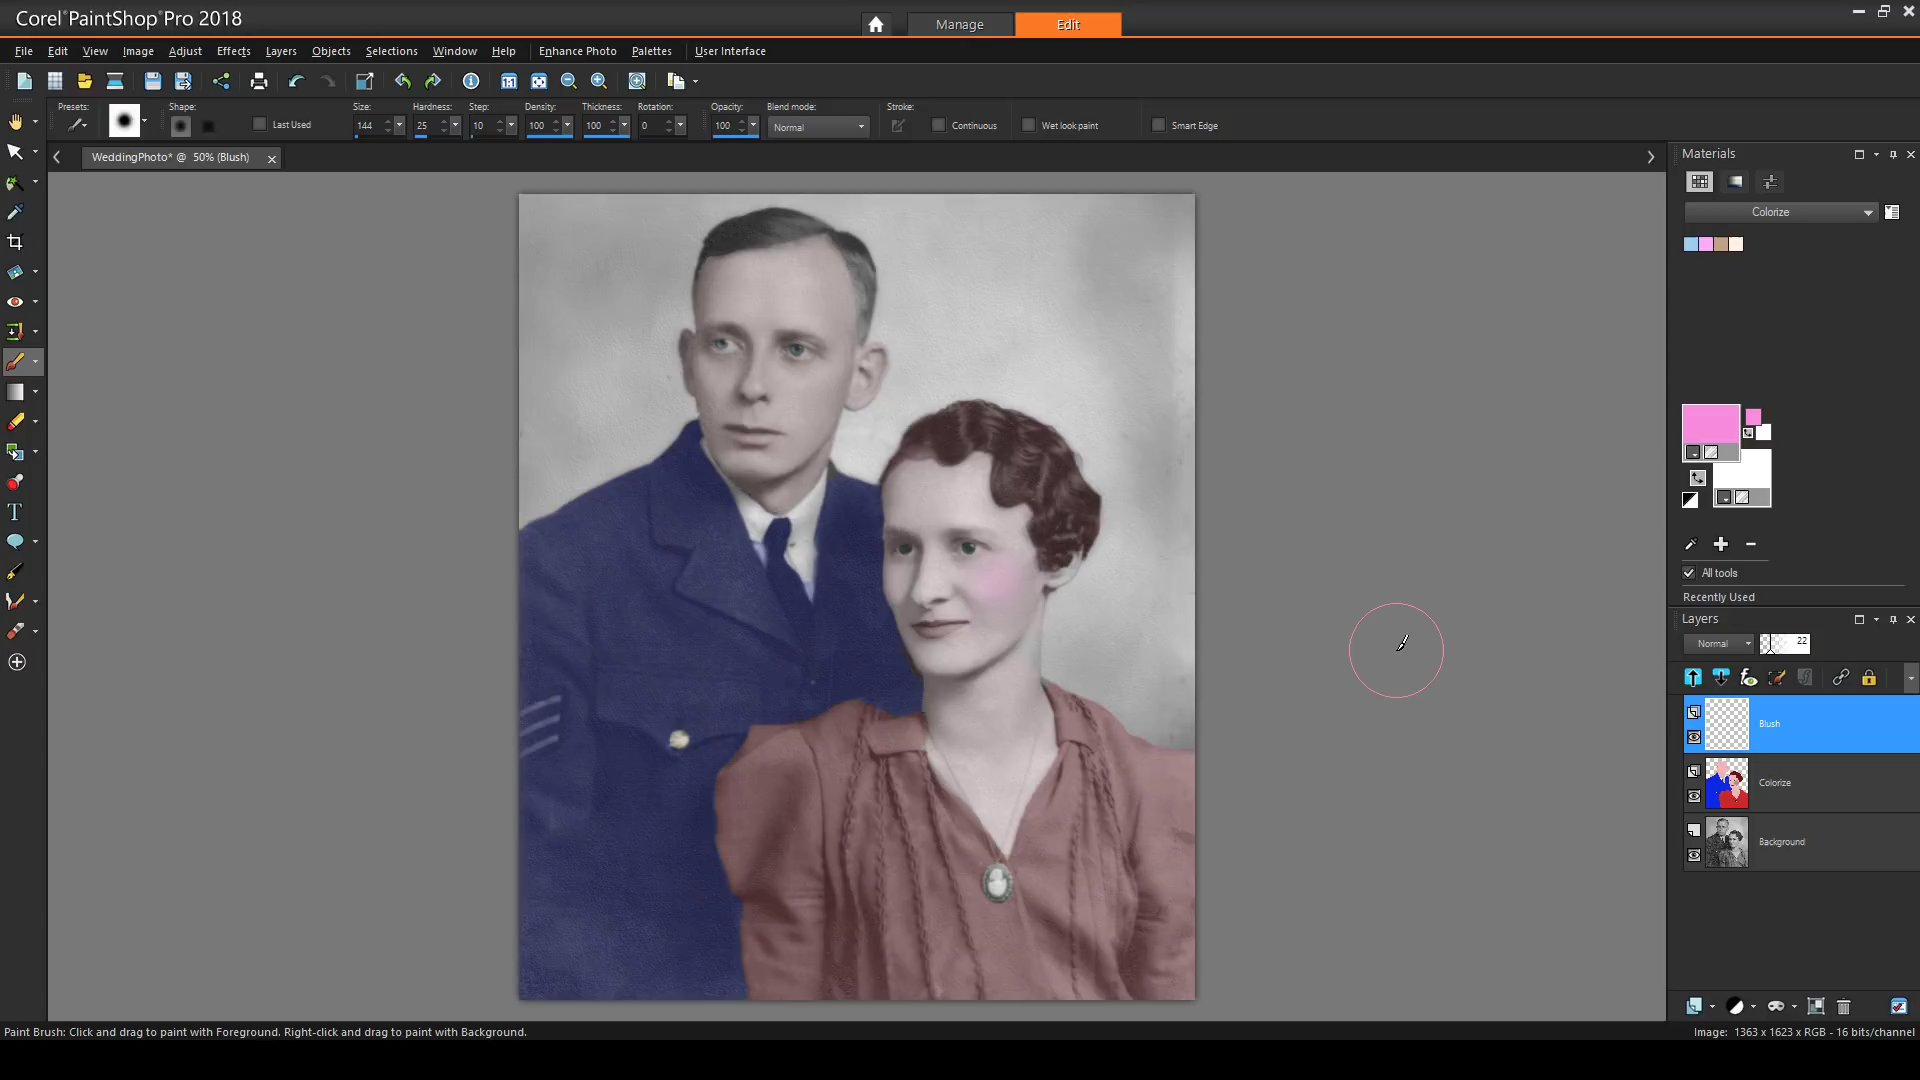 Corel® PaintShop® Pro 2018
Manage
Edit
File Edit View Image Adjust Effects Layers Objects Selections Window Help Enhance Photo Palettes User Interface
Presets: Shape: Size: Hardness: Step: Density: Thickness: Rotation: Opacity: Blend mode: Stroke:
Last Used 144 25 10 100 100 0 100 Normal Continuous Wet look paint Smart Edge
WeddingPhoto* @ 50% (Blush)
Materials
Colorize
All tools
Recently Used
Layers
Normal 22
Blush
Colorize
Background
Paint Brush: Click and drag to paint with Foreground. Right-click and drag to paint with Background.
Image: 1363 x 1623 x RGB - 16 bits/channel